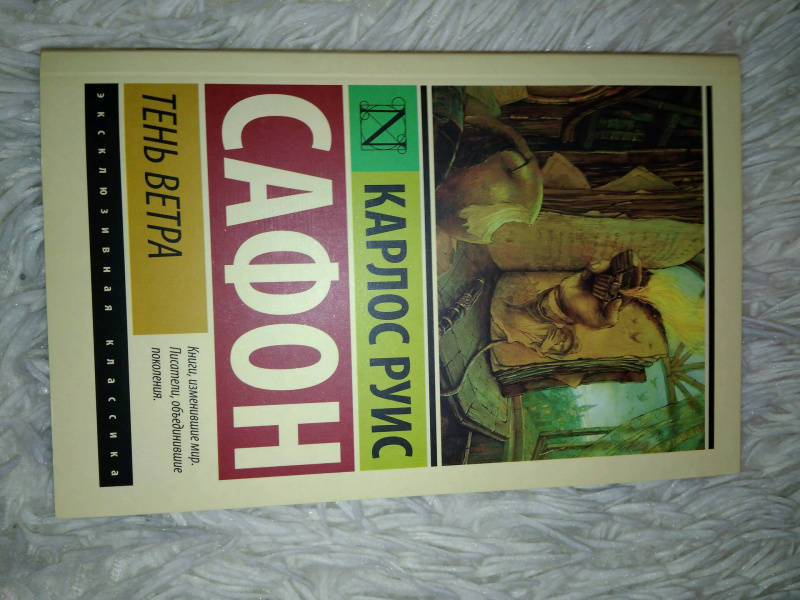 КАРЛОС РУИС
САФОН
ТЕНЬ ВЕТРА
Книги, изменившие мир.
Писатели, объединившие
поколения.
эксклюзивная классика